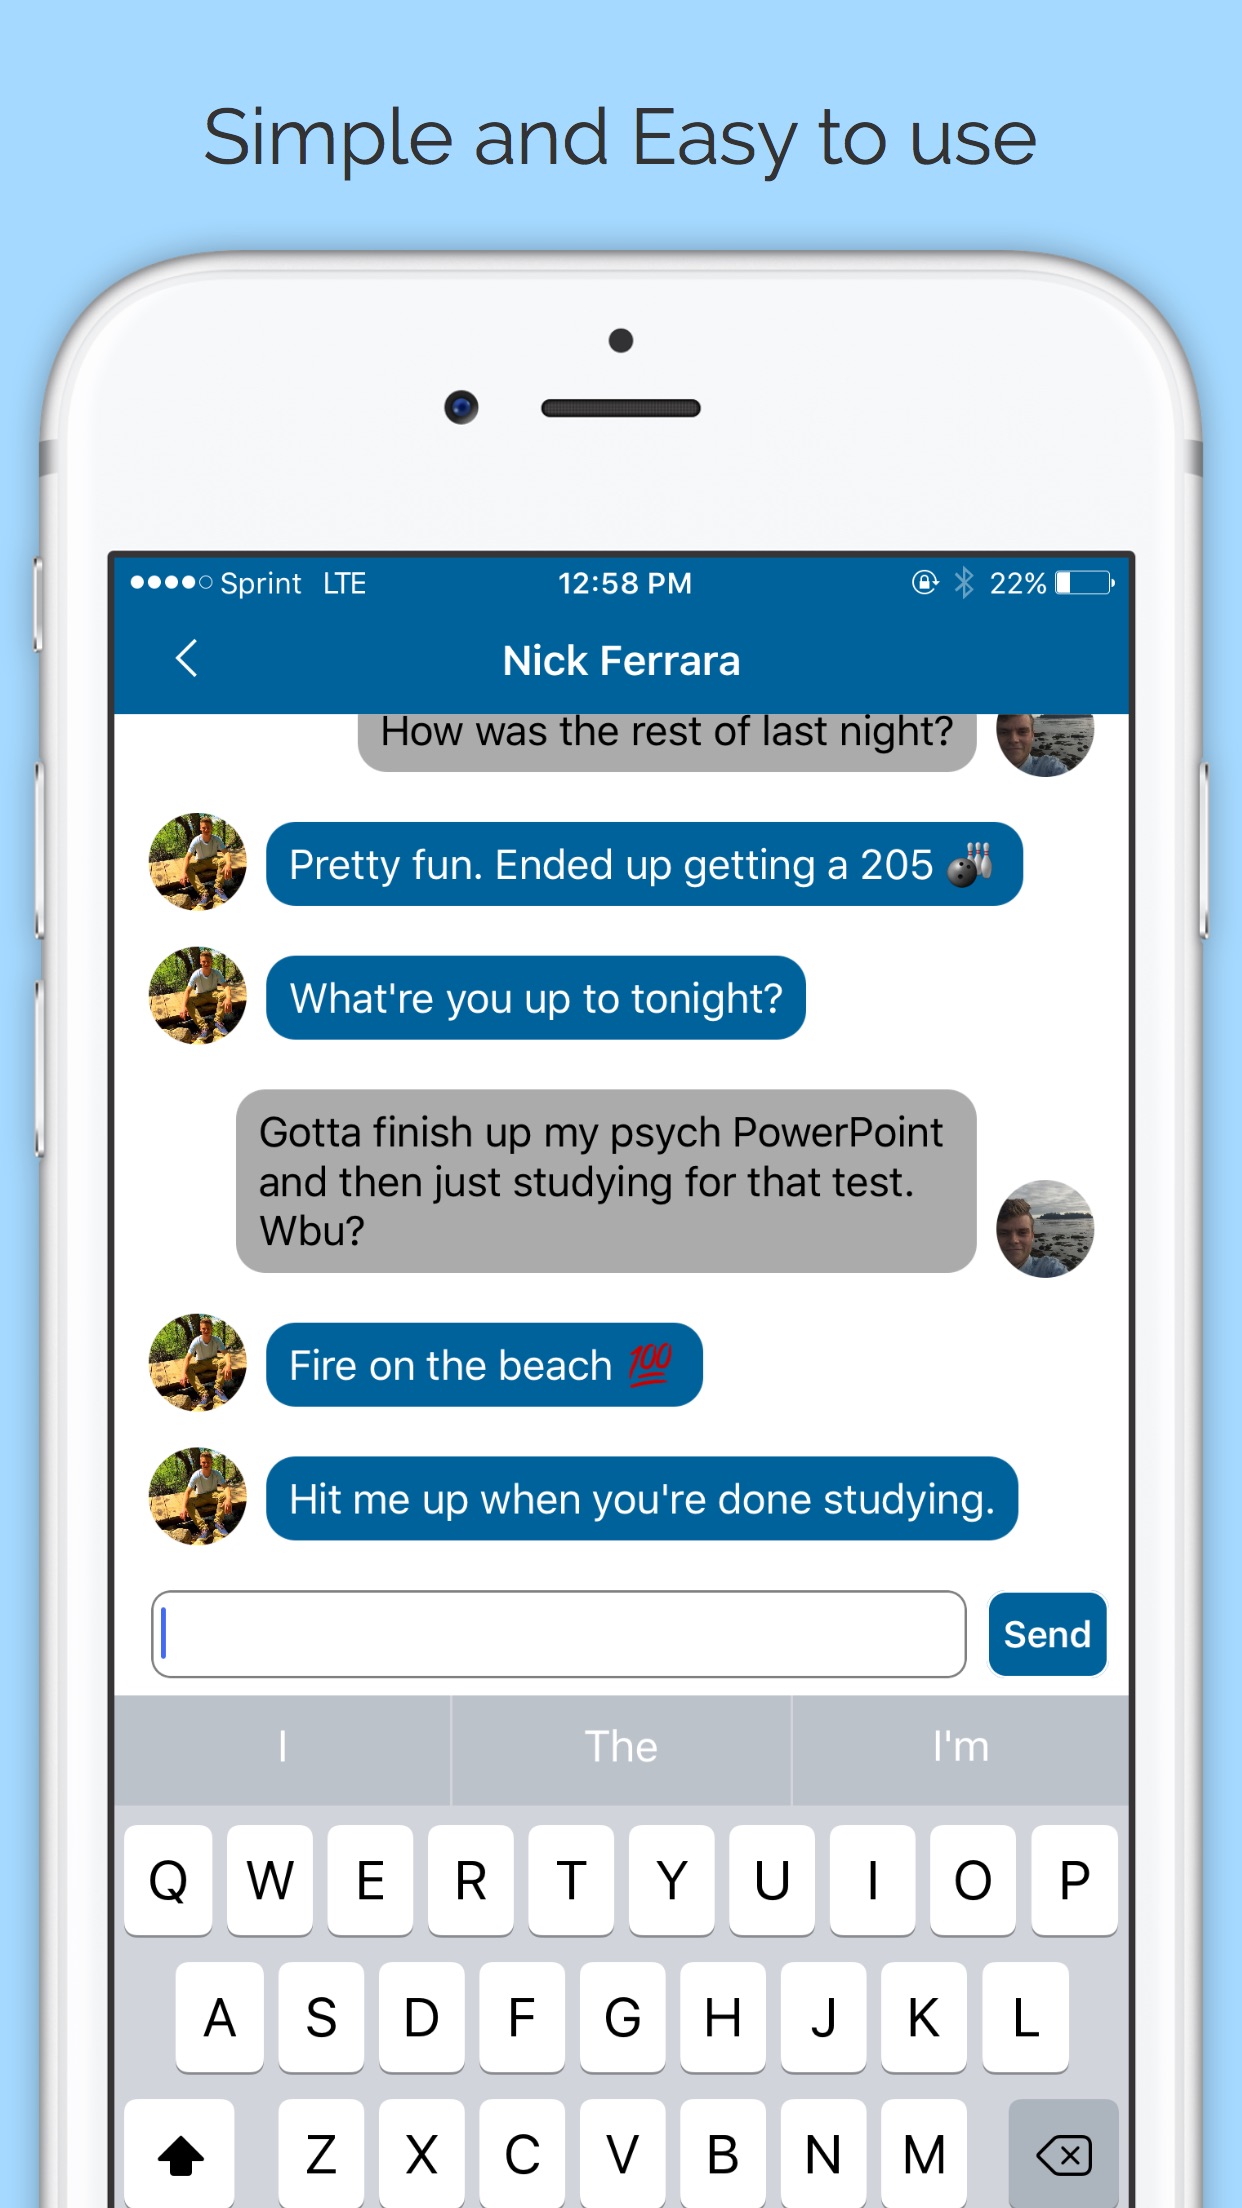 Simple and Easy to use
Sprint LTE
12:58 PM
22%
Nick Ferrara
How was the rest of last night?
Pretty fun. Ended up getting a 205 🎳
What're you up to tonight?
Gotta finish up my psych PowerPoint
and then just studying for that test.
Wbu?
Fire on the beach 💯
Hit me up when you're done studying.
Send
I The I'm
Q W E R T Y U I O P
A S D F G H J K L
Z X C V B N M